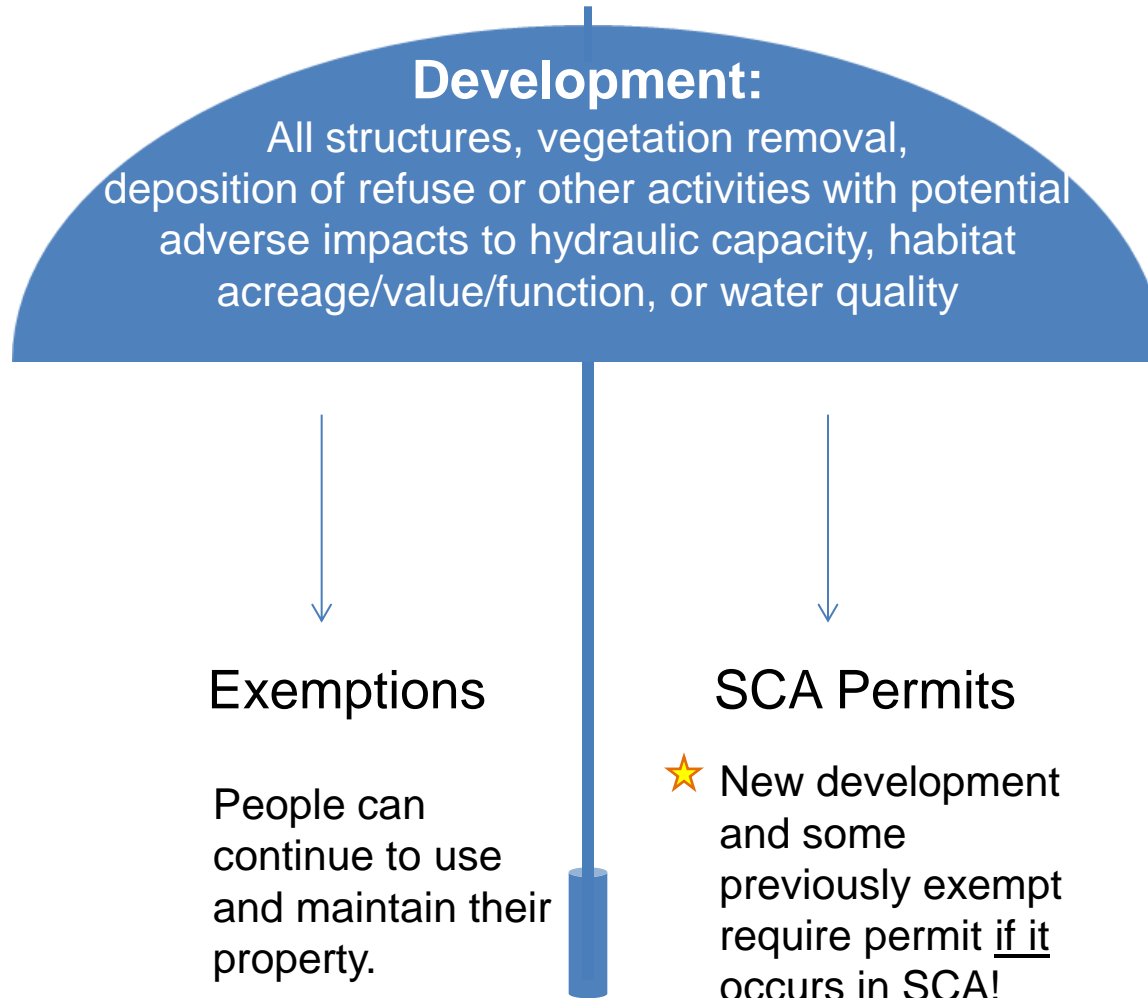 Development:
All structures, vegetation removal,
deposition of refuse or other activities with potential
adverse impacts to hydraulic capacity, habitat
acreage/value/function, or water quality
Exemptions
People can
continue to use
and maintain their
property.
SCA Permits
New development
and some
previously exempt
require permit if it
occurs in SCA!